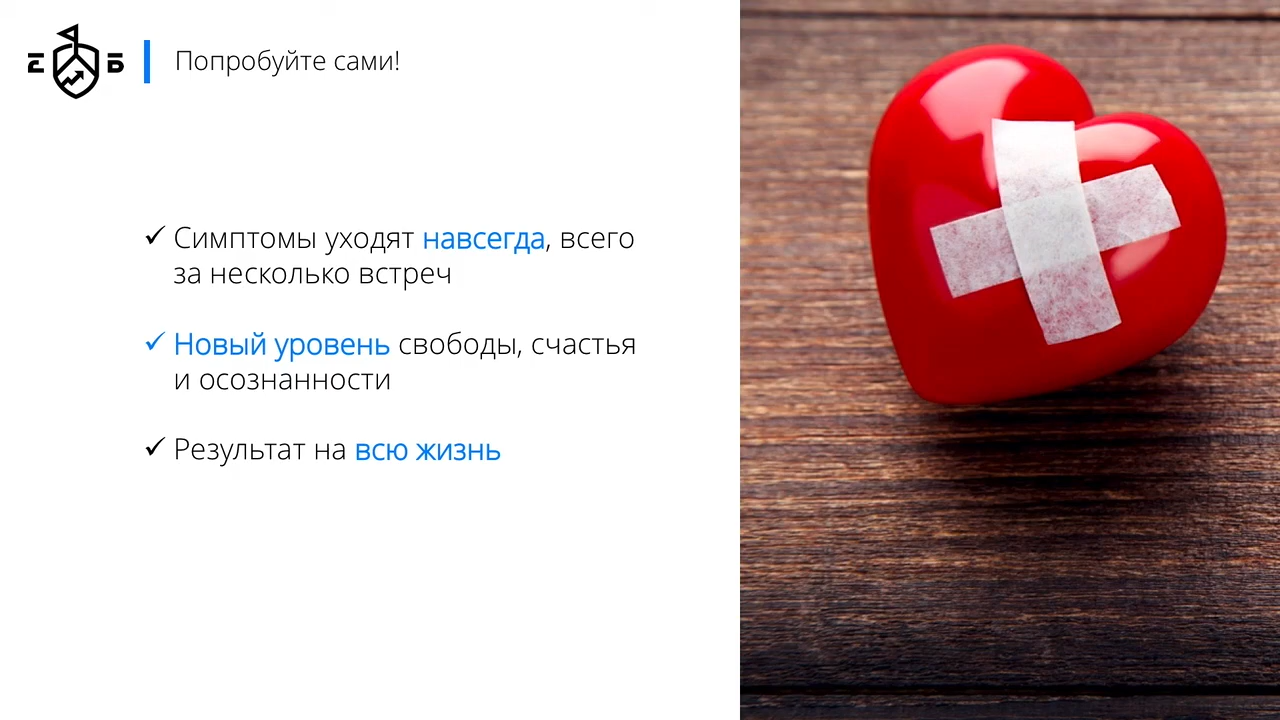 Е Б
Попробуйте сами!
Симптомы уходят навсегда, всего
за несколько встреч
Новый уровень свободы, счастья
и осознанности
Результат на всю жизнь